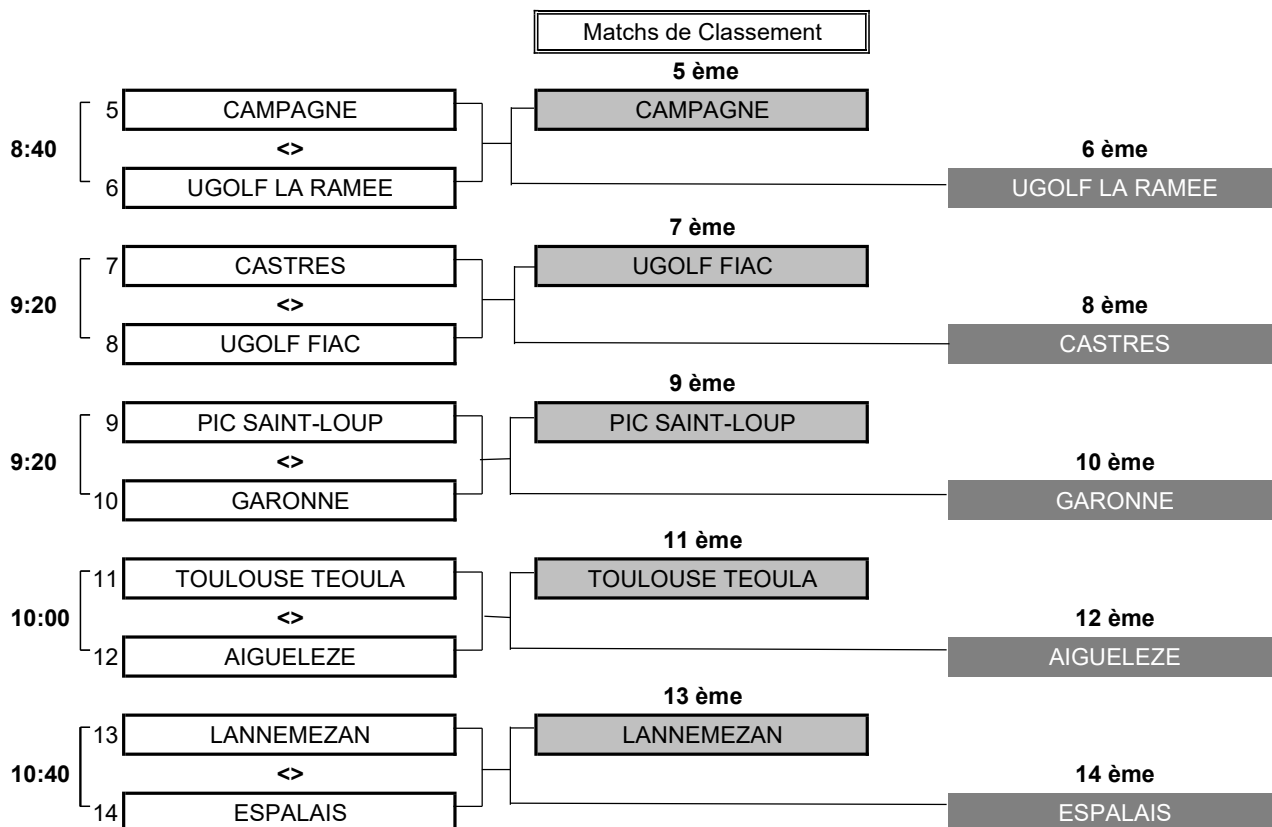 Matchs de Classement
5 ème
5 CAMPAGNE CAMPAGNE
8:40 <> 6 ème
6 UGOLF LA RAMEE UGOLF LA RAMEE
7 ème
7 CASTRES UGOLF FIAC
9:20 <> 8 ème
8 UGOLF FIAC CASTRES
9 ème
9 PIC SAINT-LOUP PIC SAINT-LOUP
9:20 <> 10 ème
10 GARONNE GARONNE
11 ème
11 TOULOUSE TEOULA TOULOUSE TEOULA
10:00 <> 12 ème
12 AIGUELEZE AIGUELEZE
13 ème
13 LANNEMEZAN LANNEMEZAN
10:40 <> 14 ème
14 ESPALAIS ESPALAIS